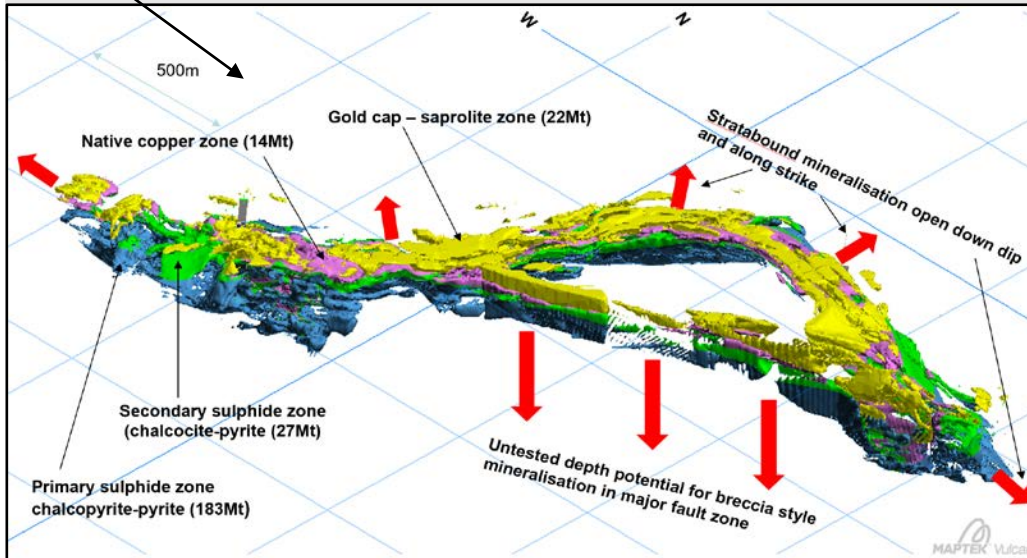 W
N
500m
Gold cap – saprolite zone (22Mt)
Native copper zone (14Mt)
Stratabound mineralisation open down dip
and along strike
Secondary sulphide zone
(chalcocite-pyrite (27Mt)
Primary sulphide zone
chalcopyrite-pyrite (183Mt)
Untested depth potential for breccia style
mineralisation in major fault zone
MAPTEK Vulcan